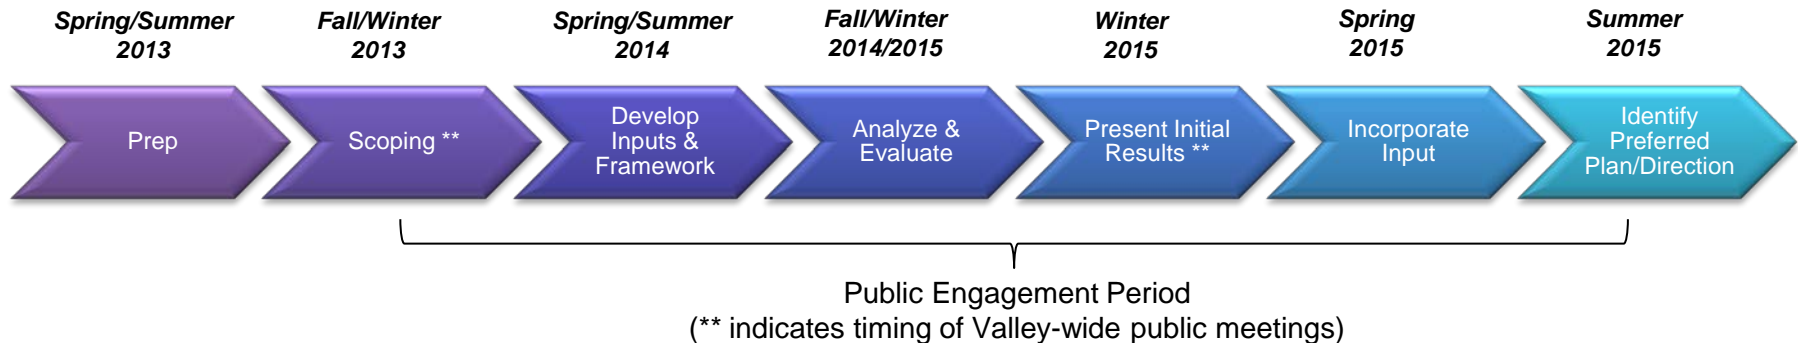 Spring/Summer
2013
Fall/Winter
2013
Spring/Summer
2014
Fall/Winter
2014/2015
Winter
2015
Spring
2015
Summer
2015
Prep
Scoping **
Develop
Inputs &
Framework
Analyze &
Evaluate
Present Initial
Results **
Incorporate
Input
Identify
Preferred
Plan/Direction
Public Engagement Period
(** indicates timing of Valley-wide public meetings)